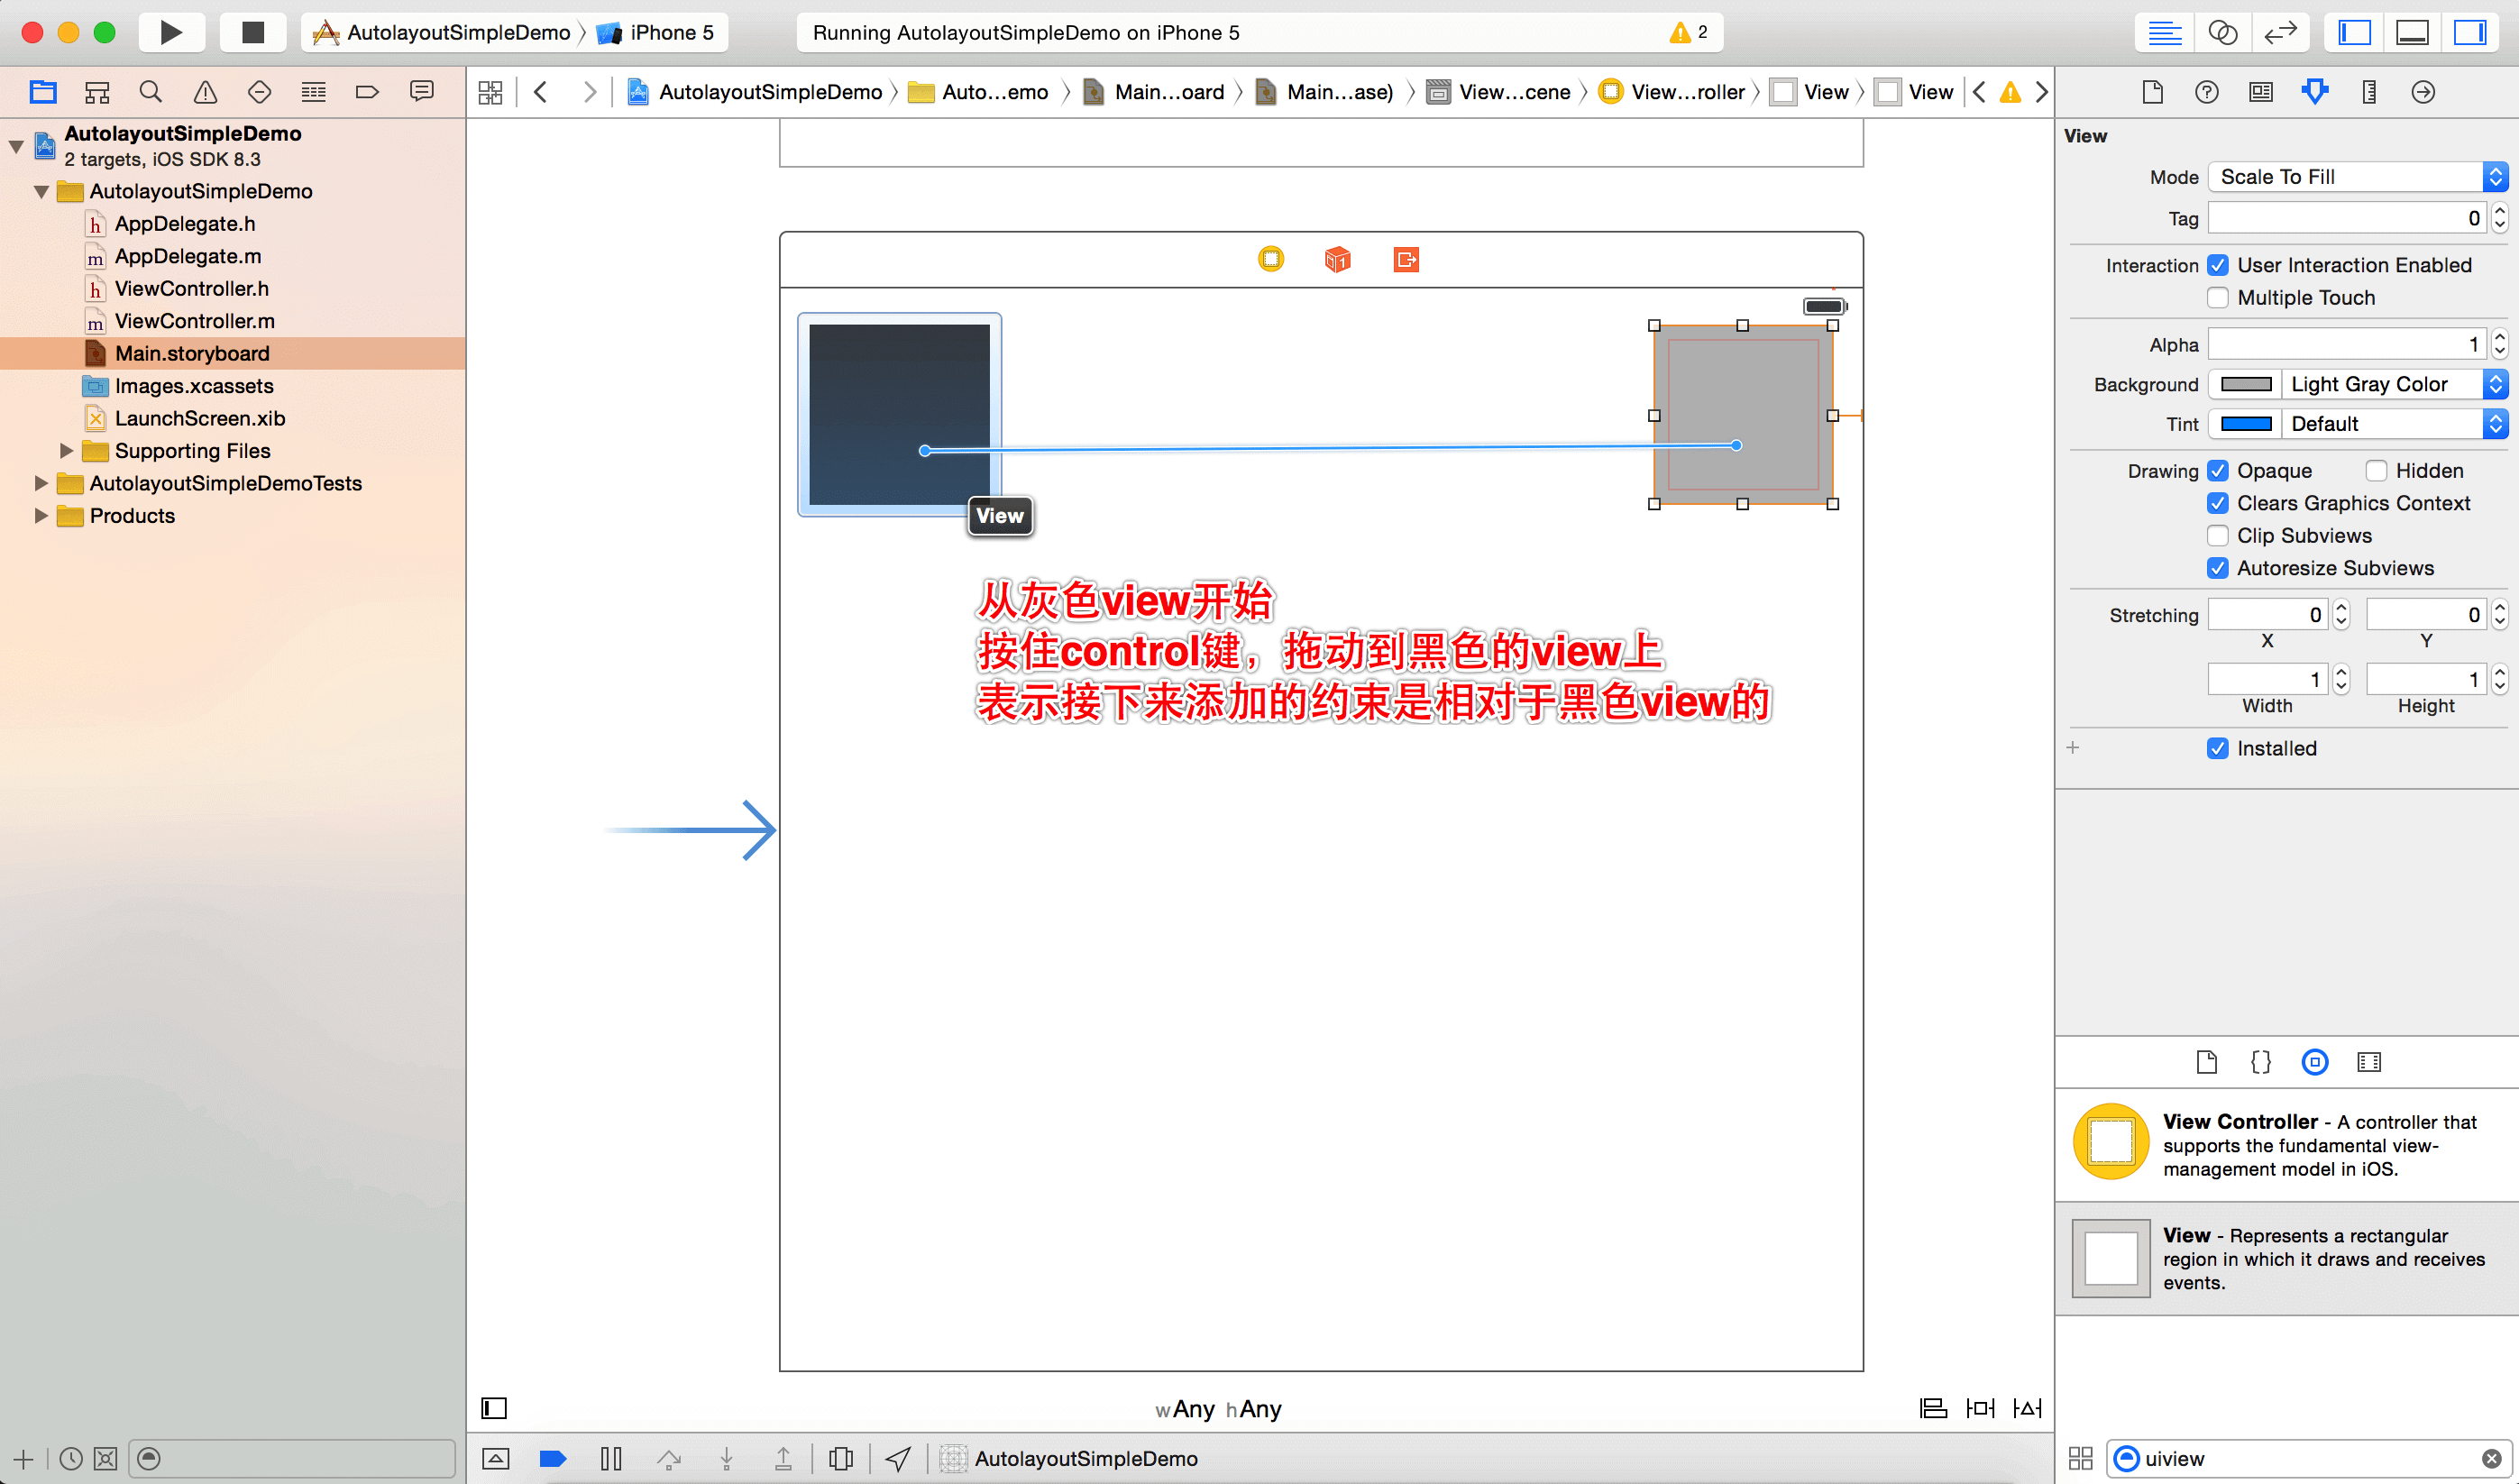 AutolayoutSimpleDemo
iPhone 5
Running AutolayoutSimpleDemo on iPhone 5
2
AutolayoutSimpleDemo
Auto...emo
Main...oard
Main...ase)
View...cene
View...roller
View
View
AutolayoutSimpleDemo
2 targets, iOS SDK 8.3
AutolayoutSimpleDemo
h AppDelegate.h
m AppDelegate.m
h ViewController.h
m ViewController.m
Main.storyboard
Images.xcassets
LaunchScreen.xib
Supporting Files
AutolayoutSimpleDemoTests
Products
View
从灰色view开始
按住control键，拖动到黑色的view上
表示接下来添加的约束是相对于黑色view的
wAny hAny
AutolayoutSimpleDemo
View
Mode Scale To Fill
Tag 0
Interaction User Interaction Enabled
Multiple Touch
Alpha 1
Background Light Gray Color
Tint Default
Drawing Opaque Hidden
Clears Graphics Context
Clip Subviews
Autoresize Subviews
Stretching 0 0
X Y
1 1
Width Height
Installed
View Controller - A controller that
supports the fundamental view-
management model in iOS.
View - Represents a rectangular
region in which it draws and receives
events.
uiview